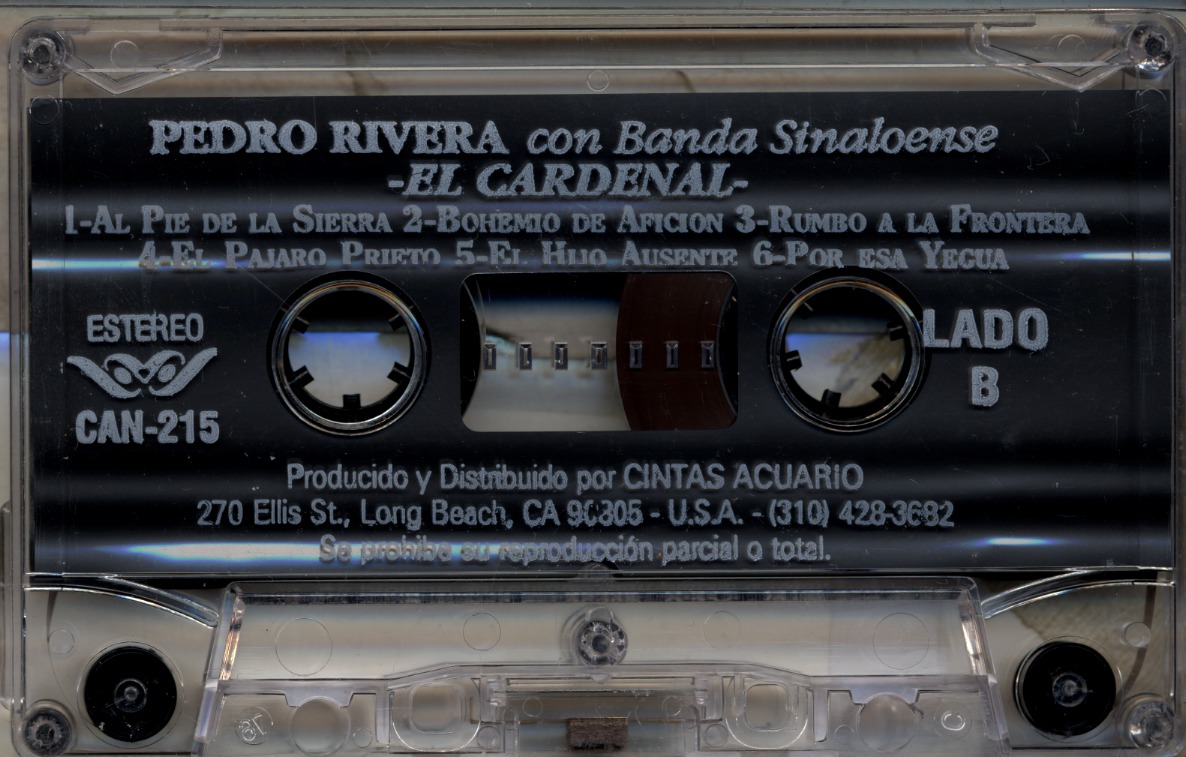 PEDRO RIVERA con Banda Sinaloense
-EL CARDENAL-
1-AL PIE DE LA SIERRA 2-BOHEMIO DE AFICION 3-RUMBO A LA FRONTERA
4-EL PAJARO PRIETO 5-EL HIJO AUSENTE 6-POR ESA YEGUA
ESTEREO
CAN-215
LADO
B
Producido y Distribuido por CINTAS ACUARIO
270 Ellis St., Long Beach, CA 90805 - U.S.A. - (310) 428-3682
Se prohibe su reproducción parcial o total.